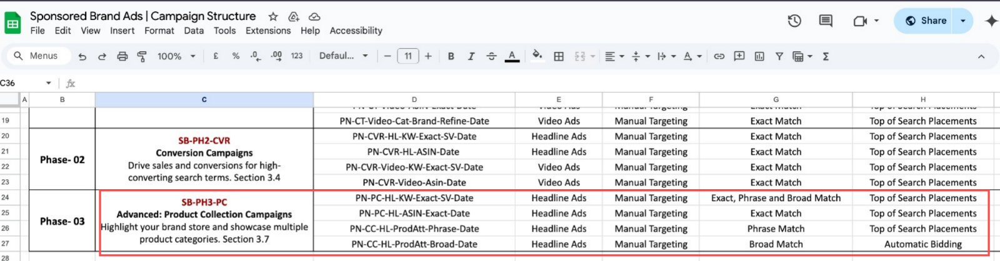 Sponsored Brand Ads | Campaign Structure
File Edit View Insert Format Data Tools Extensions Help Accessibility
Share
Menus 100% £ % .0 .00 123 Defaul... − 11 + B I A Σ
C36 fx
A B C D E F G H
19 PN-CT-Video-Cat-Brand-Refine-Date Video Ads Manual Targeting Exact Match Top of Search Placements
20 PN-CVR-HL-KW-Exact-SV-Date Headline Ads Manual Targeting Exact Match Top of Search Placements
21 PN-CVR-HL-ASIN-Date Headline Ads Manual Targeting Exact Match Top of Search Placements
22 PN-CVR-Video-KW-Exact-SV-Date Video Ads Manual Targeting Exact Match Top of Search Placements
23 PN-CVR-Video-Asin-Date Video Ads Manual Targeting Exact Match Top of Search Placements
Phase- 02
SB-PH2-CVR
Conversion Campaigns
Drive sales and conversions for high-
converting search terms. Section 3.4
24 PN-PC-HL-KW-Exact-SV-Date Headline Ads Manual Targeting Exact, Phrase and Broad Match Top of Search Placements
25 PN-PC-HL-ASIN-Exact-Date Headline Ads Manual Targeting Exact Match Top of Search Placements
26 PN-CC-HL-ProdAtt-Phrase-Date Headline Ads Manual Targeting Phrase Match Top of Search Placements
27 PN-CC-HL-ProdAtt-Broad-Date Headline Ads Manual Targeting Broad Match Automatic Bidding
Phase- 03
SB-PH3-PC
Advanced: Product Collection Campaigns
Highlight your brand store and showcase multiple
product categories. Section 3.7
28